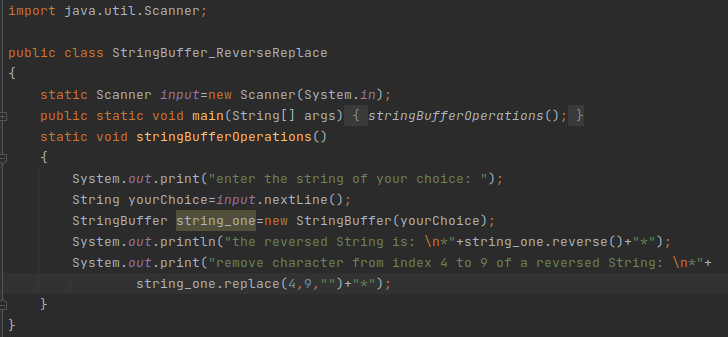 import java.util.Scanner;
public class StringBuffer_ReverseReplace
{
static Scanner input=new Scanner(System.in);
public static void main(String[] args) { stringBufferOperations(); }
static void stringBufferOperations()
{
System.out.print("enter the string of your choice: ");
String yourChoice=input.nextLine();
StringBuffer string_one=new StringBuffer(yourChoice);
System.out.println("the reversed String is: \n*"+string_one.reverse()+"*");
System.out.print("remove character from index 4 to 9 of a reversed String: \n*"+
string_one.replace(4,9,"")+"*");
}
}